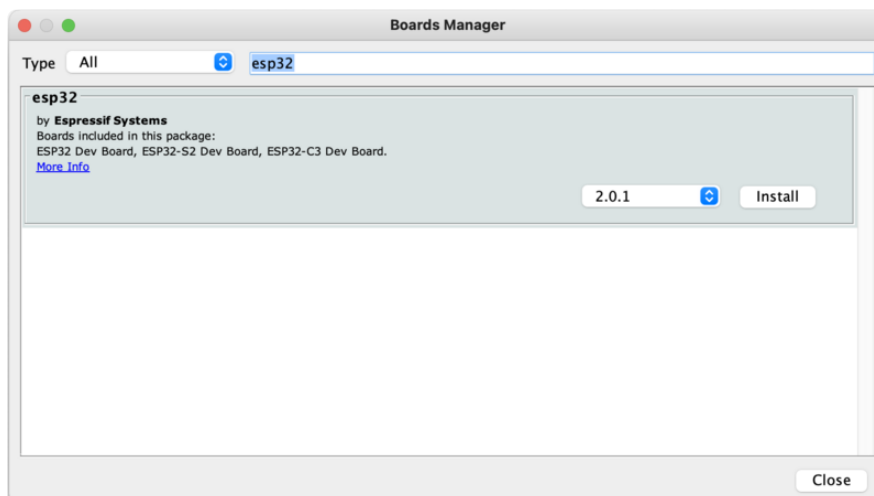 Boards Manager
Type All esp32
esp32
by Espressif Systems
Boards included in this package:
ESP32 Dev Board, ESP32-S2 Dev Board, ESP32-C3 Dev Board.
More Info
2.0.1 Install
Close